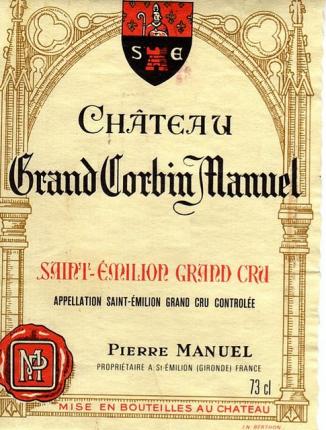 S E
CHÂTEAU
Grand Corbin Manuel
SAINT-ÉMILION GRAND CRU
APPELLATION SAINT-ÉMILION GRAND CRU CONTROLÉE
PIERRE MANUEL
PROPRIÉTAIRE A ST-ÉMILION (GIRONDE) FRANCE
73 cl
MP
MISE EN BOUTEILLES AU CHATEAU